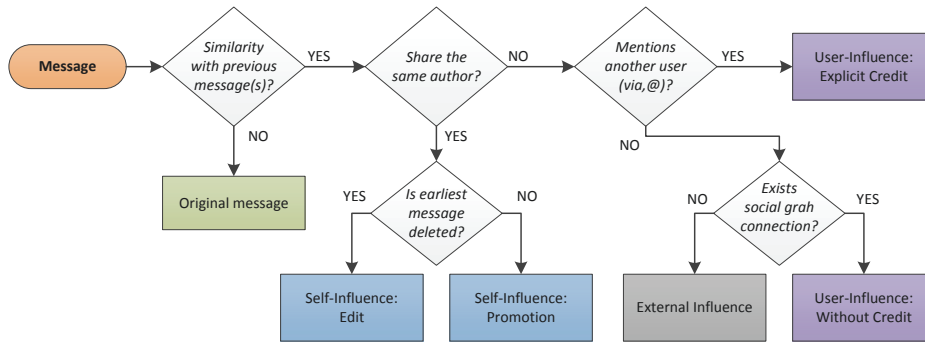 Message
Similarity
with previous
message(s)?
YES
Share the
same author?
NO
Mentions
another user
(via,@)?
YES
User-Influence:
Explicit Credit
NO
YES
NO
Original message
YES
Is earliest
message
deleted?
NO
NO
Exists
social grah
connection?
YES
Self-Influence:
Edit
Self-Influence:
Promotion
External Influence
User-Influence:
Without Credit